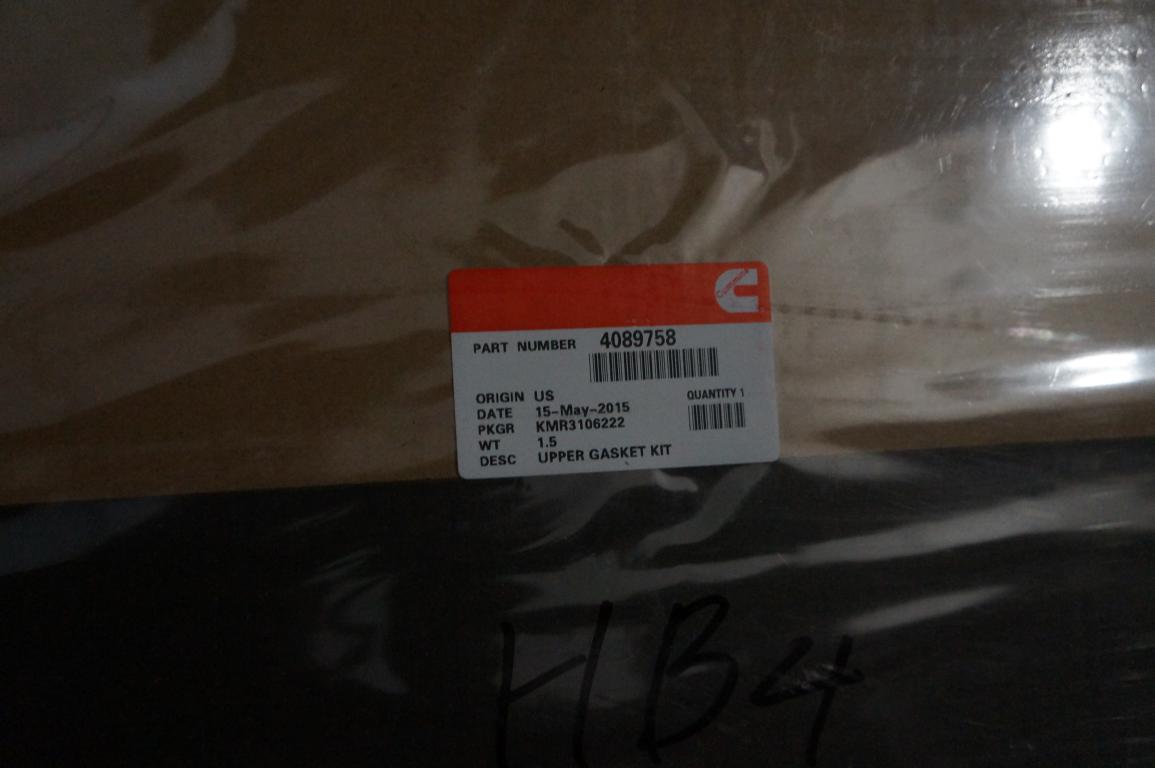 Cummins
PART NUMBER 4089758
ORIGIN US
QUANTITY 1
DATE 15-May-2015
PKGR KMR3106222
WT 1.5
DESC UPPER GASKET KIT
HB4